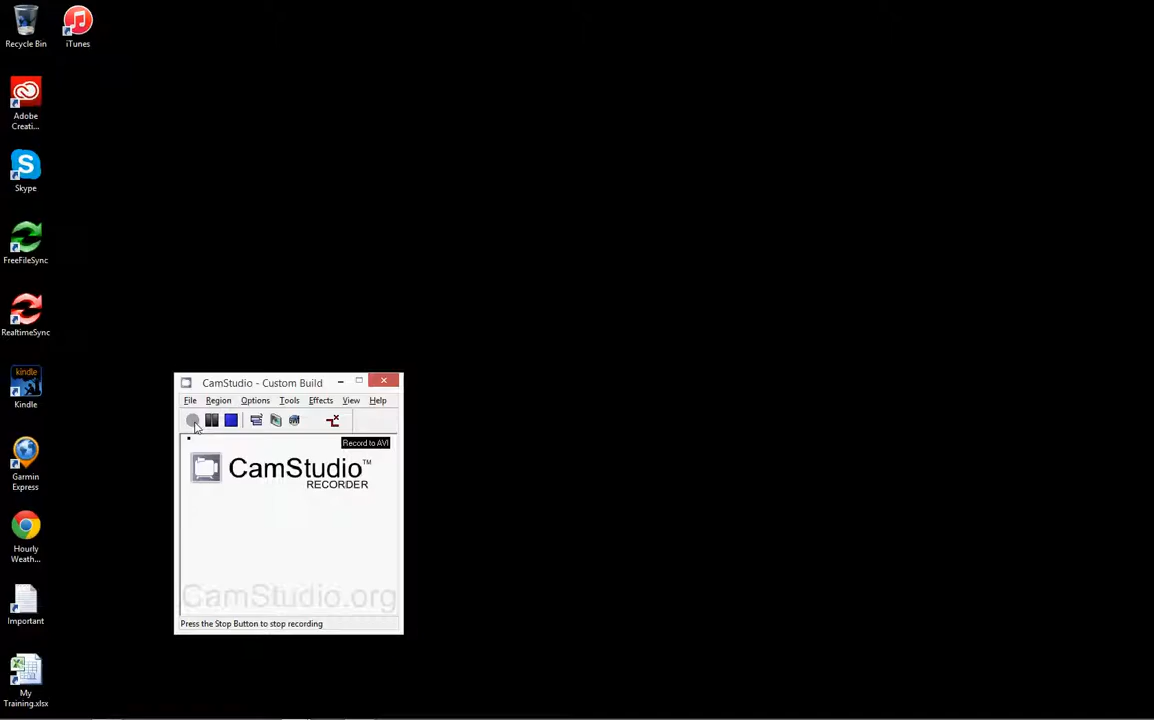 Recycle Bin
iTunes
Adobe
Creati...
Skype
FreeFileSync
RealtimeSync
kindle
Kindle
Garmin
Express
Hourly
Weath...
Important
My
Training.xlsx
CamStudio - Custom Build
File Region Options Tools Effects View Help
Record to AVI
CamStudio™
RECORDER
CamStudio.org
Press the Stop Button to stop recording